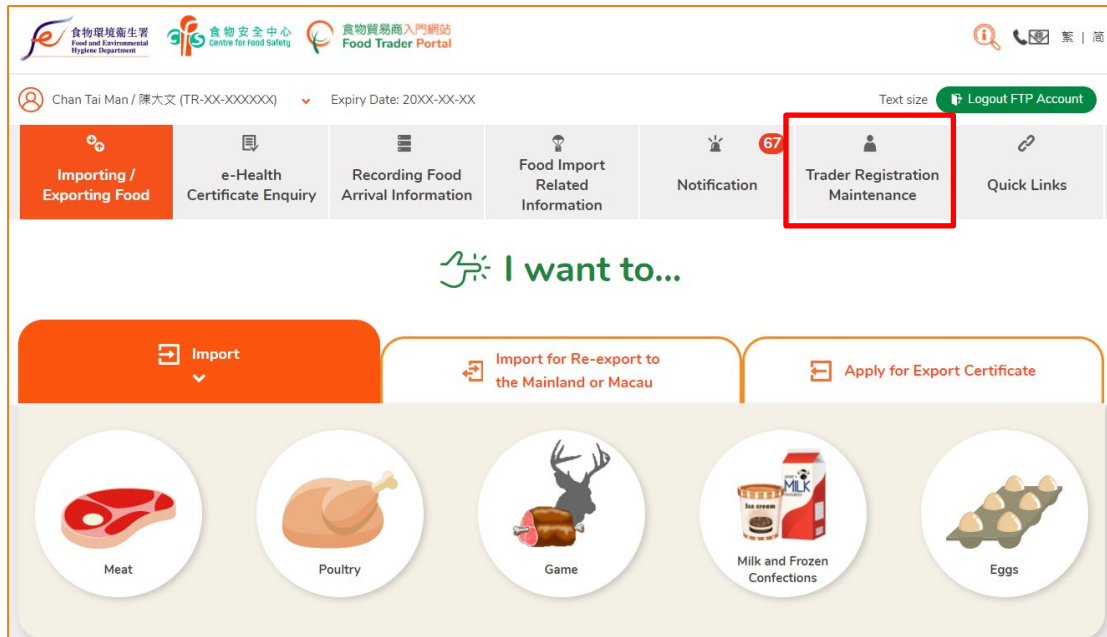 食物環境衞生署
Food and Environmental
Hygiene Department
食物安全中心
Centre for Food Safety
食物貿易商入門網站
Food Trader Portal
繁 | 简
Chan Tai Man / 陳大文 (TR-XX-XXXXXX)
Expiry Date: 20XX-XX-XX
Text size
Logout FTP Account
Importing /
Exporting Food
e-Health
Certificate Enquiry
Recording Food
Arrival Information
Food Import
Related
Information
67
Notification
Trader Registration
Maintenance
Quick Links
I want to...
Import
Import for Re-export to
the Mainland or Macau
Apply for Export Certificate
Meat
Poultry
Game
Ice cream
MILK
Milk and Frozen
Confections
Eggs